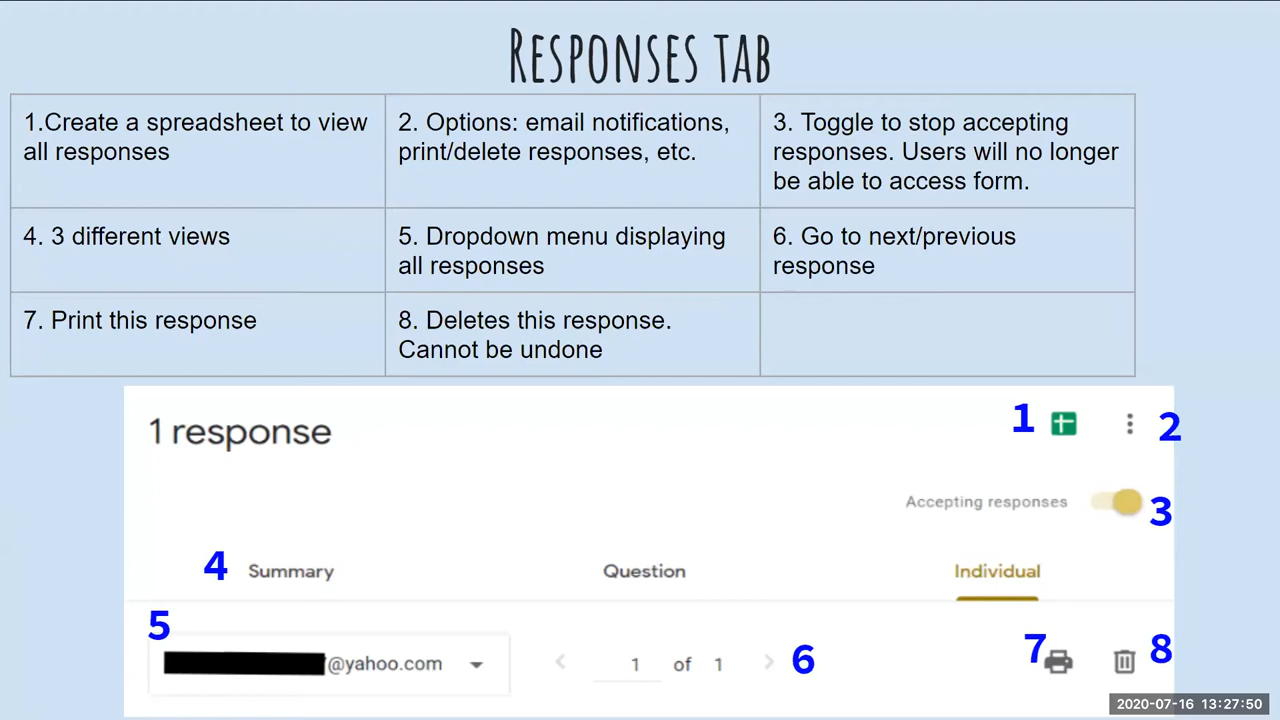 RESPONSES TAB
1.Create a spreadsheet to view
all responses
2. Options: email notifications,
print/delete responses, etc.
3. Toggle to stop accepting
responses. Users will no longer
be able to access form.
4. 3 different views
5. Dropdown menu displaying
all responses
6. Go to next/previous
response
7. Print this response
8. Deletes this response.
Cannot be undone
1 response
1
2
Accepting responses
3
4 Summary Question Individual
5
@yahoo.com
1 of 1
6
7
8
2020-07-16 13:27:50